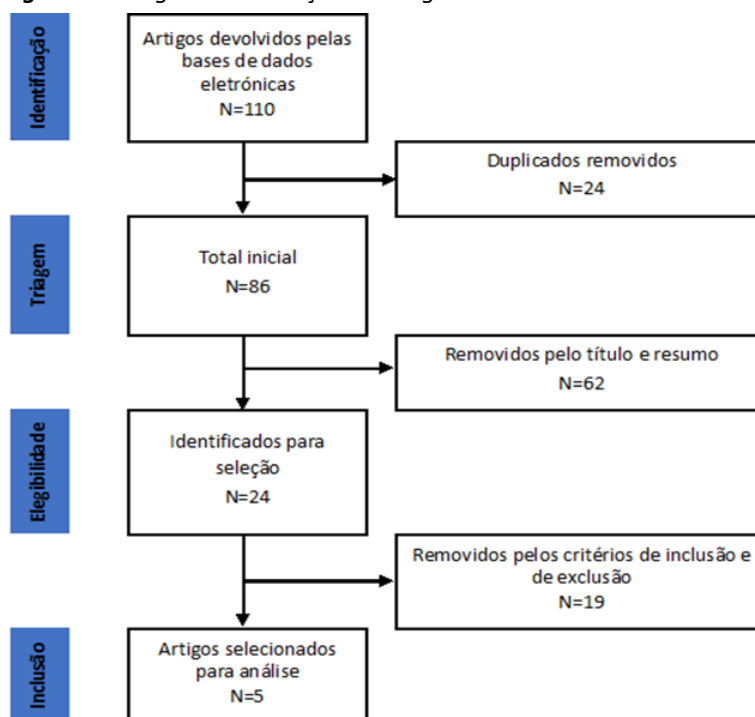 Identificação
Artigos devolvidos pelas
bases de dados
eletrónicas
N=110
Duplicados removidos
N=24
Triagem
Total inicial
N=86
Removidos pelo título e resumo
N=62
Elegibilidade
Identificados para
seleção
N=24
Removidos pelos critérios de inclusão e
de exclusão
N=19
Inclusão
Artigos selecionados
para análise
N=5